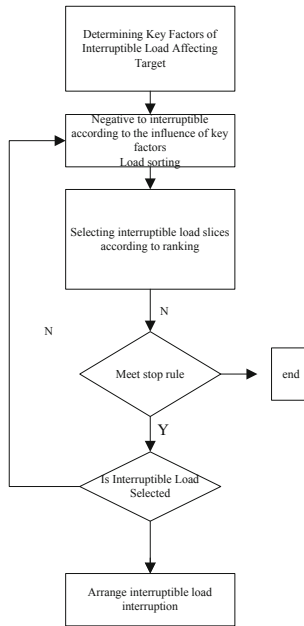 Determining Key Factors of
Interruptible Load Affecting
Target
Negative to interruptible
according to the influence of key
factors
Load sorting
Selecting interruptible load slices
according to ranking
N
N
Meet stop rule
end
Y
Is Interruptible Load
Selected
Arrange interruptible load
interruption